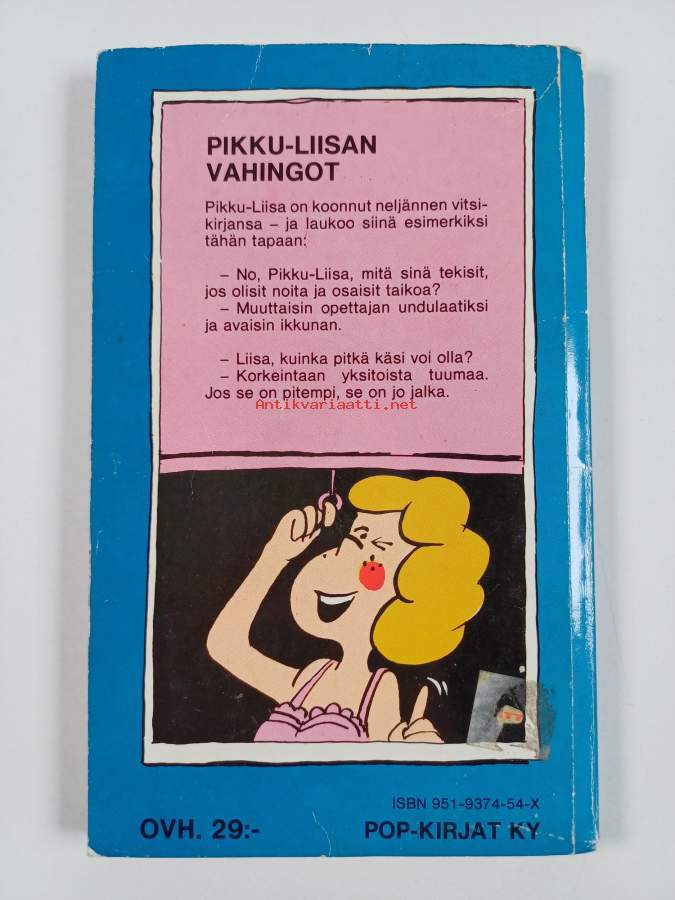 PIKKU-LIISAN
VAHINGOT
Pikku-Liisa on koonnut neljännen vitsi-
kirjansa – ja laukoo siinä esimerkiksi
tähän tapaan:
– No, Pikku-Liisa, mitä sinä tekisit,
jos olisit noita ja osaisit taikoa?
– Muuttaisin opettajan undulaatiksi
ja avaisin ikkunan.
– Liisa, kuinka pitkä käsi voi olla?
– Korkeintaan yksitoista tuumaa.
Jos se on pitempi, se on jo jalka.
Antikvariaatti.net
ISBN 951-9374-54-X
OVH. 29:- POP-KIRJAT KY